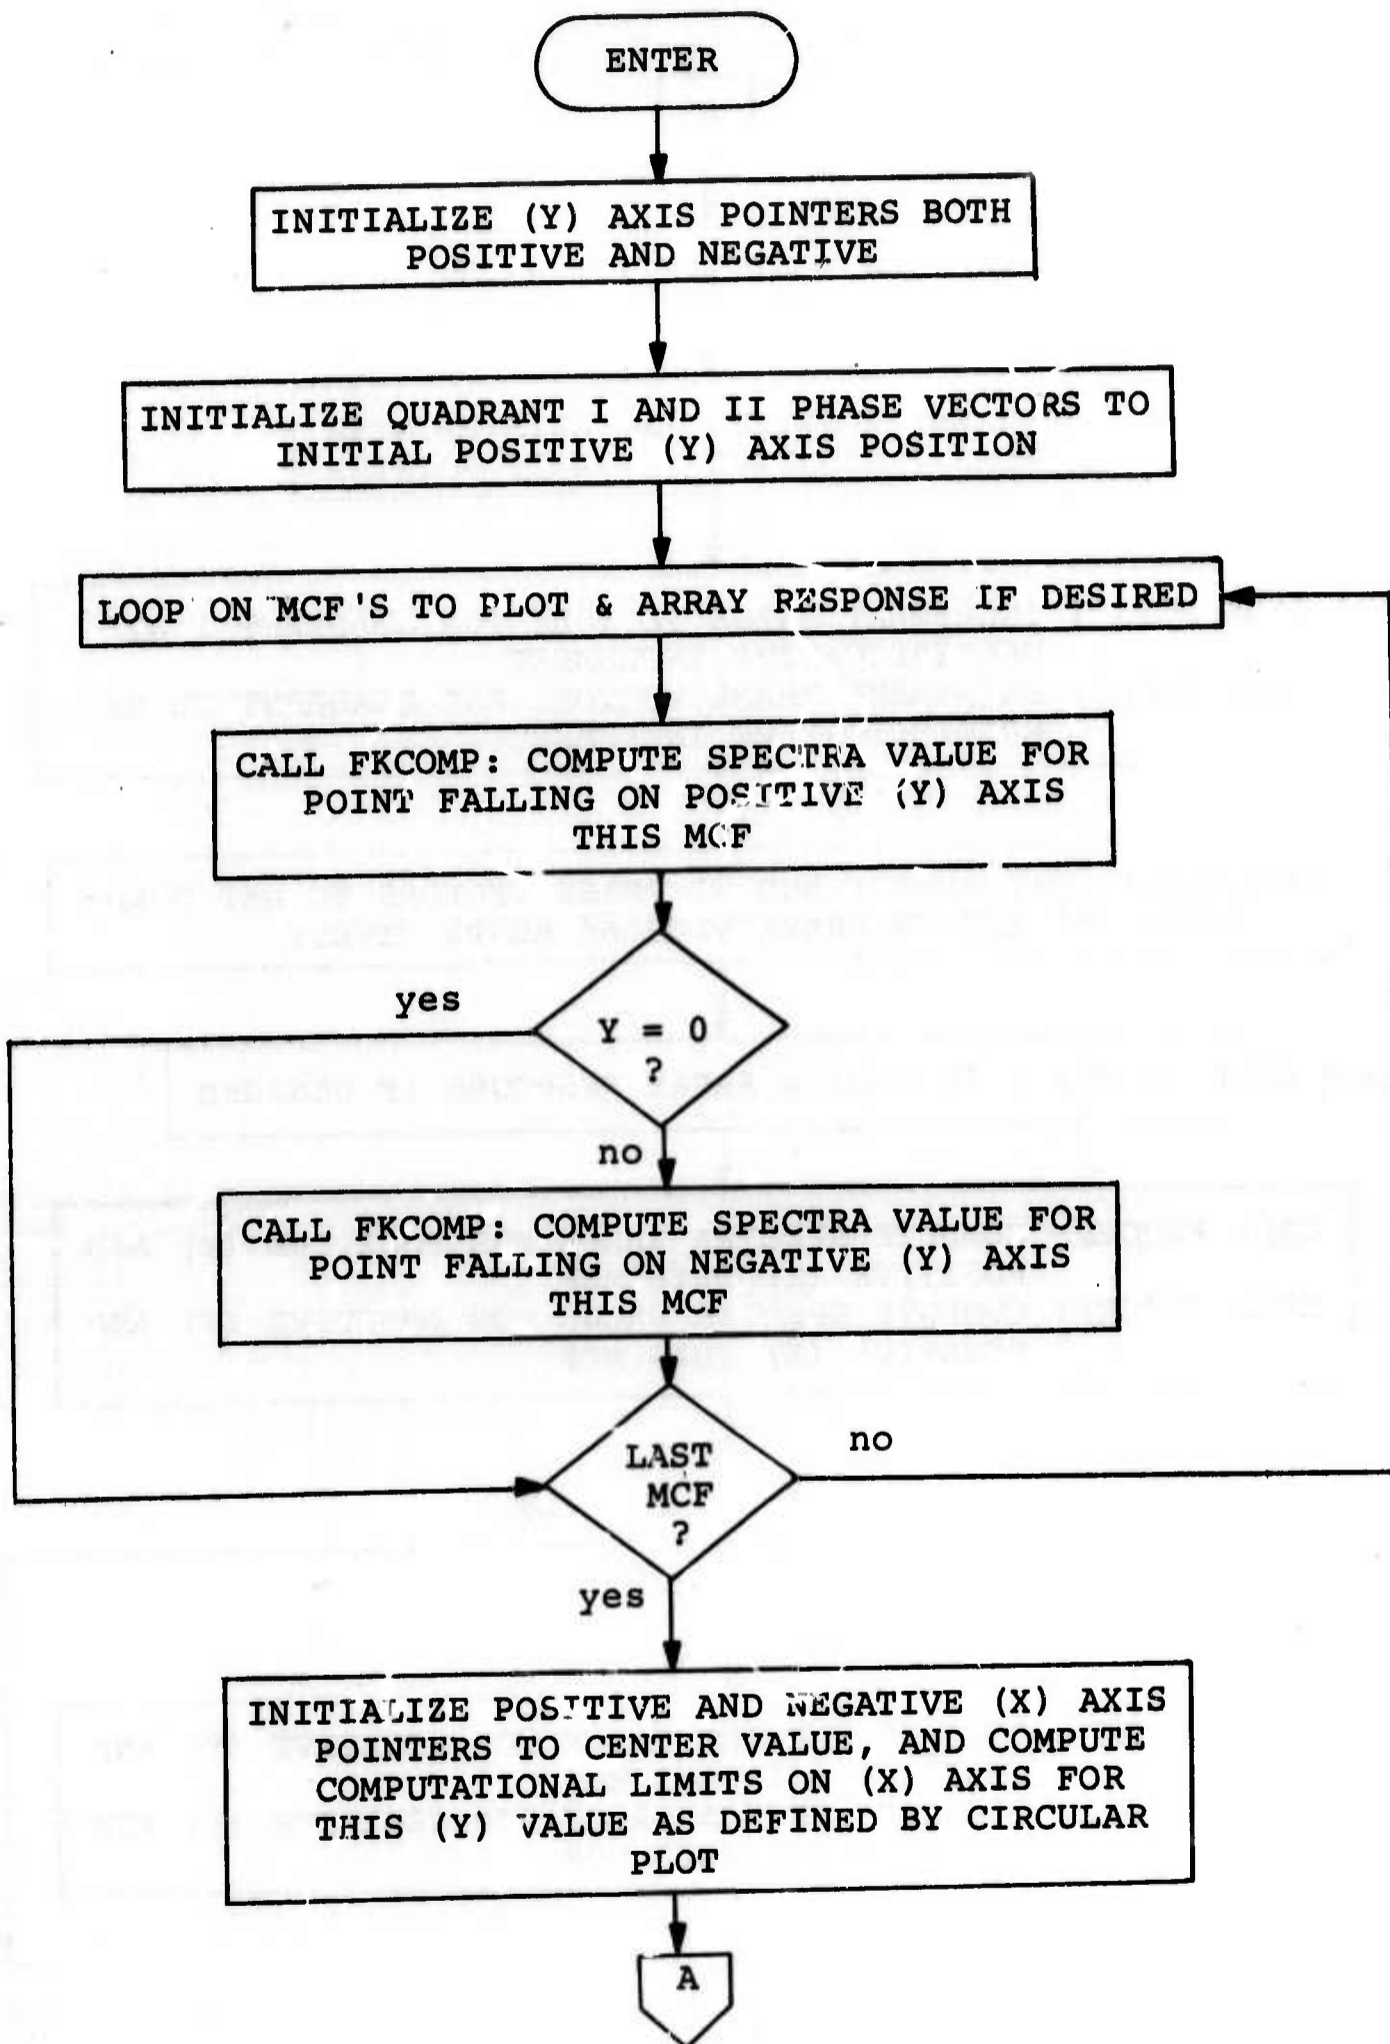 ENTER
INITIALIZE (Y) AXIS POINTERS BOTH
POSITIVE AND NEGATIVE
INITIALIZE QUADRANT I AND II PHASE VECTORS TO
INITIAL POSITIVE (Y) AXIS POSITION
LOOP ON MCF'S TO PLOT & ARRAY RESPONSE IF DESIRED
CALL FKCOMP: COMPUTE SPECTRA VALUE FOR
POINT FALLING ON POSITIVE (Y) AXIS
THIS MCF
yes
Y = 0
?
no
CALL FKCOMP: COMPUTE SPECTRA VALUE FOR
POINT FALLING ON NEGATIVE (Y) AXIS
THIS MCF
LAST
MCF
?
no
yes
INITIALIZE POSITIVE AND NEGATIVE (X) AXIS
POINTERS TO CENTER VALUE, AND COMPUTE
COMPUTATIONAL LIMITS ON (X) AXIS FOR
THIS (Y) VALUE AS DEFINED BY CIRCULAR
PLOT
A